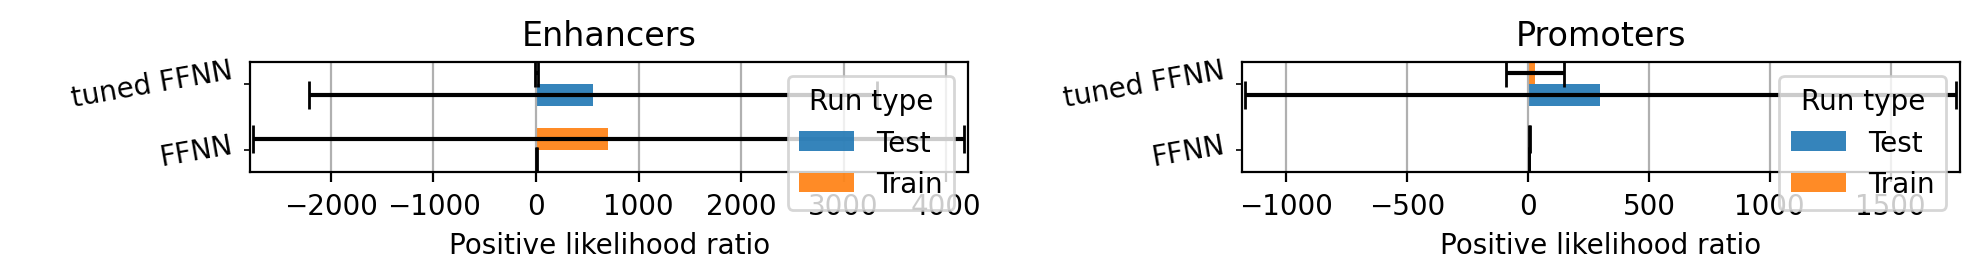 Enhancers
tuned FFNN
FFNN
Run type
Test
Train
−2000 −1000 0 1000 2000 3000 4000
Positive likelihood ratio
Promoters
tuned FFNN
FFNN
Run type
Test
Train
−1000 −500 0 500 1000 1500
Positive likelihood ratio